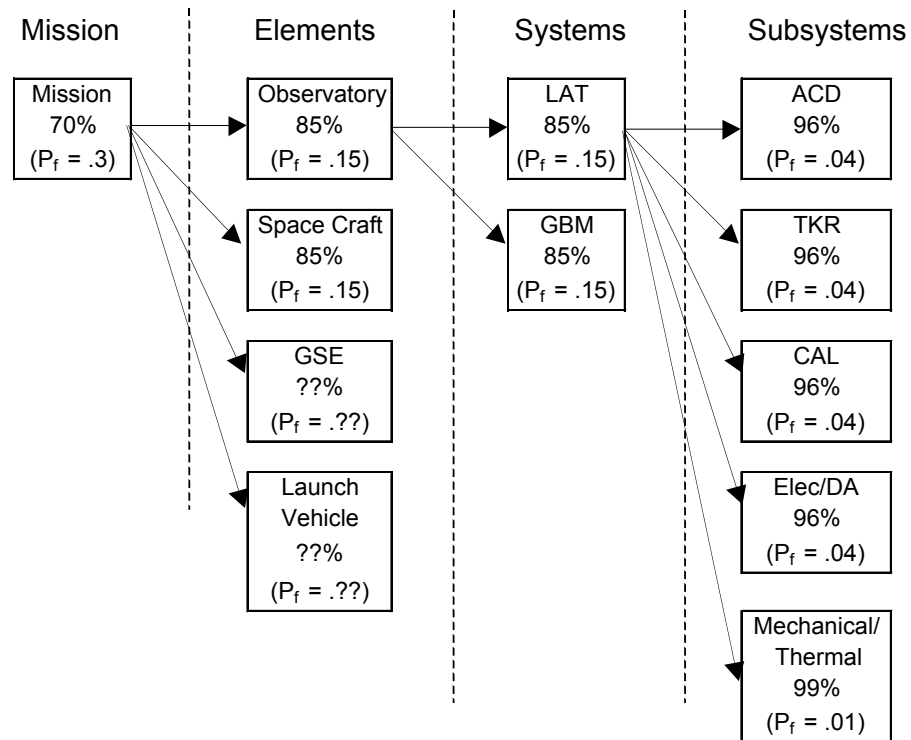 Mission
Elements
Systems
Subsystems
Mission
70%
(Pf = .3)
Observatory
85%
(Pf = .15)
Space Craft
85%
(Pf = .15)
GSE
??%
(Pf = .??)
Launch
Vehicle
??%
(Pf = .??)
LAT
85%
(Pf = .15)
GBM
85%
(Pf = .15)
ACD
96%
(Pf = .04)
TKR
96%
(Pf = .04)
CAL
96%
(Pf = .04)
Elec/DA
96%
(Pf = .04)
Mechanical/
Thermal
99%
(Pf = .01)